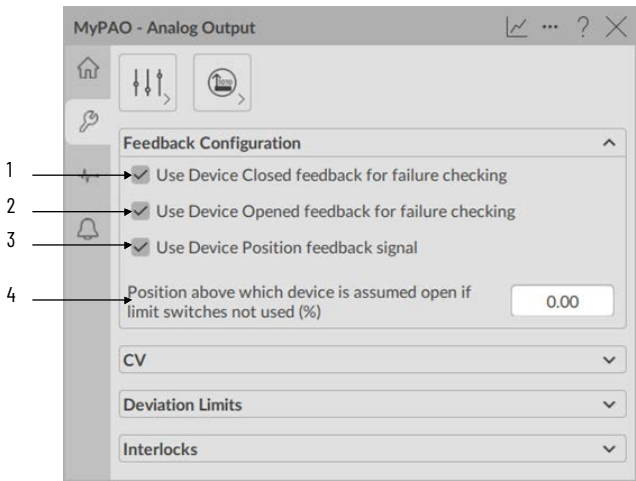 MyPAO - Analog Output
...
?
Feedback Configuration
1
Use Device Closed feedback for failure checking
2
Use Device Opened feedback for failure checking
3
Use Device Position feedback signal
4
Position above which device is assumed open if
limit switches not used (%)
0.00
CV
Deviation Limits
Interlocks